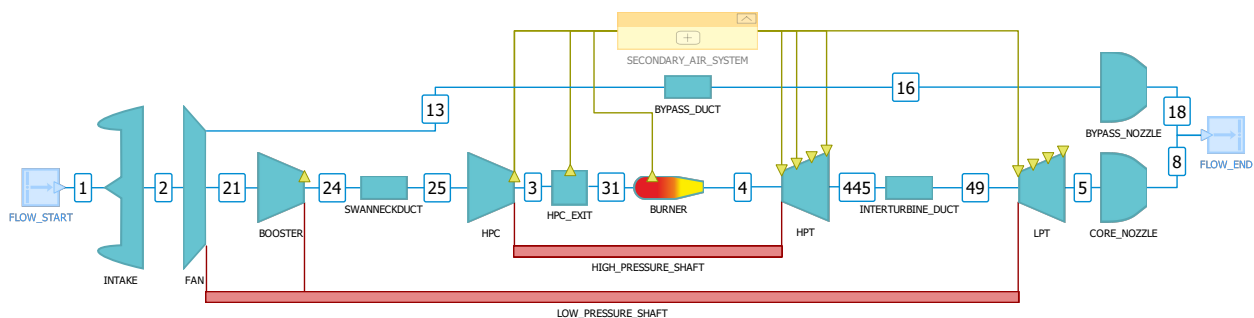 SECONDARY_AIR_SYSTEM
13
BYPASS_DUCT
16
BYPASS_NOZZLE
18
FLOW_END
FLOW_START
1
INTAKE
2
FAN
21
BOOSTER
24
SWANNECKDUCT
25
HPC
3
HPC_EXIT
31
BURNER
4
HPT
445
INTERTURBINE_DUCT
49
LPT
5
CORE_NOZZLE
8
HIGH_PRESSURE_SHAFT
LOW_PRESSURE_SHAFT